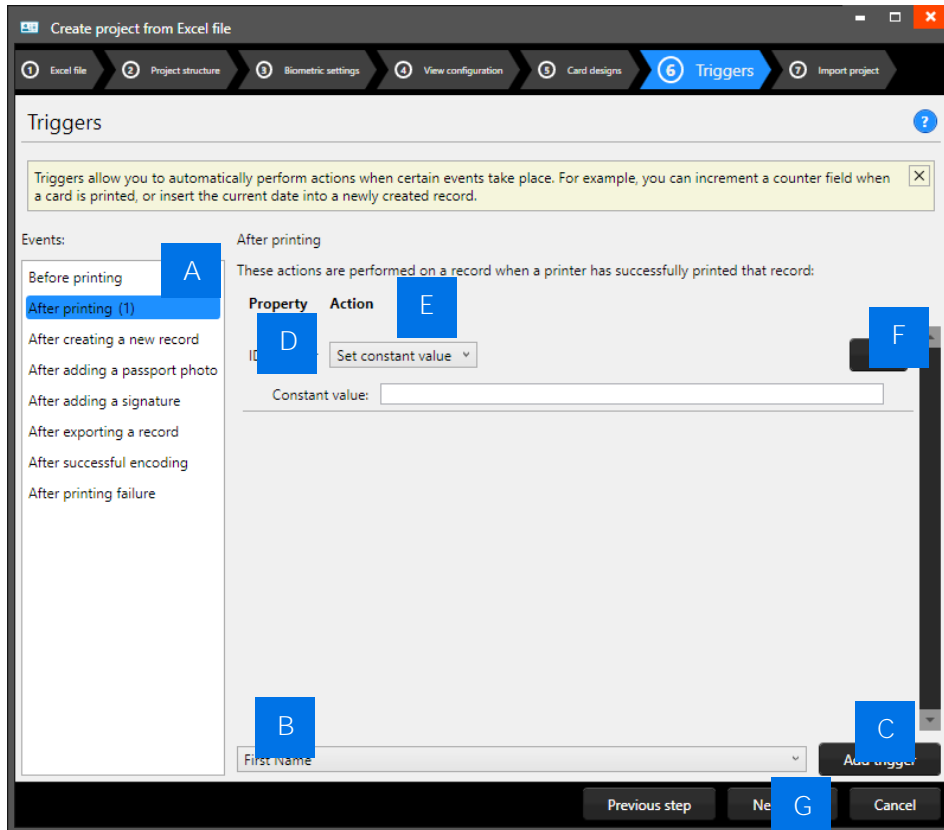 Create project from Excel file
1 Excel file 2 Project structure 3 Biometric settings 4 View configuration 5 Card designs 6 Triggers 7 Import project
Triggers
?
Triggers allow you to automatically perform actions when certain events take place. For example, you can increment a counter field when
a card is printed, or insert the current date into a newly created record.
Events:
After printing
A
Before printing
These actions are performed on a record when a printer has successfully printed that record:
After printing (1)
Property Action
E
After creating a new record
D
Set constant value
F
After adding a passport photo
Constant value:
After adding a signature
After exporting a record
After successful encoding
After printing failure
B
C
First Name
Add trigger
Previous step
G
Cancel